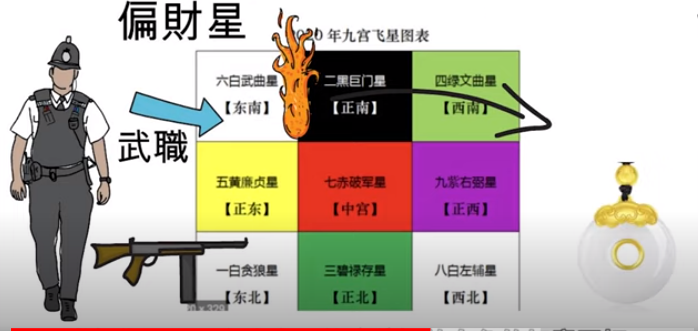 偏財星
2020 年九宫飞星图表
武職
六白武曲星
【东南】
二黑巨门星
【正南】
四绿文曲星
【西南】
五黄廉贞星
【正东】
七赤破军星
【中宫】
九紫右弼星
【正西】
一白贪狼星
【东北】
三碧禄存星
【正北】
八白左辅星
【西北】